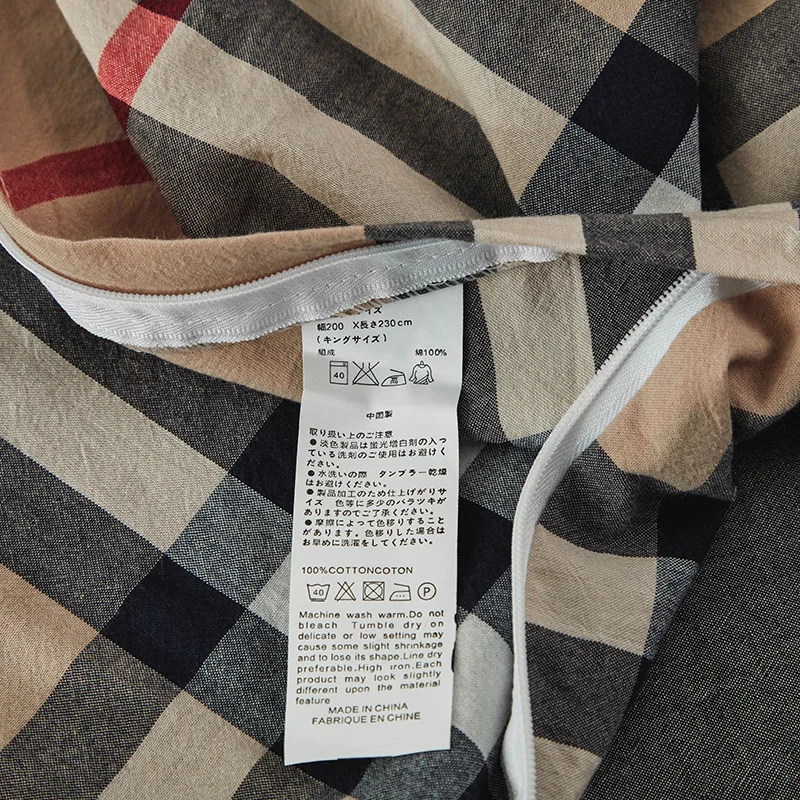 イズ
幅200 X長さ230cm
(キングサイズ)
組成 綿100%
40 高
中国製
取り扱い上のご注意
●淡色製品は蛍光増白剤の入っ
ている洗剤のご使用はお避けく
ださい。
●水洗いの際 タンブラー乾燥
はお避けください。
●製品加工のため仕上げがりサ
イズ 色等に多少のバラツキが
ありますのでご了承ください。
●摩擦によって色移りすること
があります。色移りした場合は
お早めに洗濯をしてください。
100%COTTONCOTON
40 P
Machine wash warm.Do not
bleach Tumble dry on
delicate or low setting may
cause some slight shrinkage
and to lose its shape.Line dry
preferable.High iron.Each
product may look slightly
different upon the material
feature
MADE IN CHINA
FABRIQUE EN CHINE